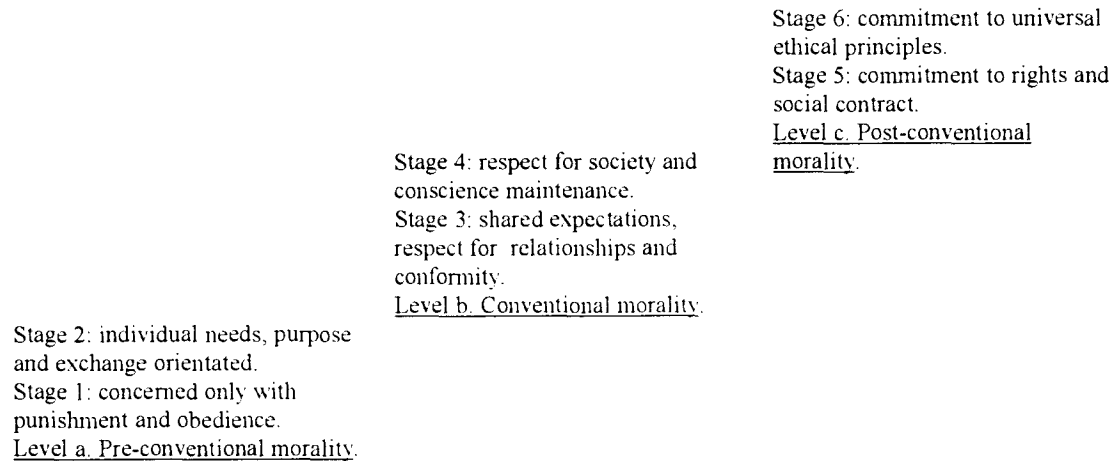 Stage 6: commitment to universal
ethical principles.
Stage 5: commitment to rights and
social contract.
Level c. Post-conventional
morality.
Stage 4: respect for society and
conscience maintenance.
Stage 3: shared expectations,
respect for relationships and
conformity.
Level b. Conventional morality.
Stage 2: individual needs, purpose
and exchange orientated.
Stage 1: concerned only with
punishment and obedience.
Level a. Pre-conventional morality.